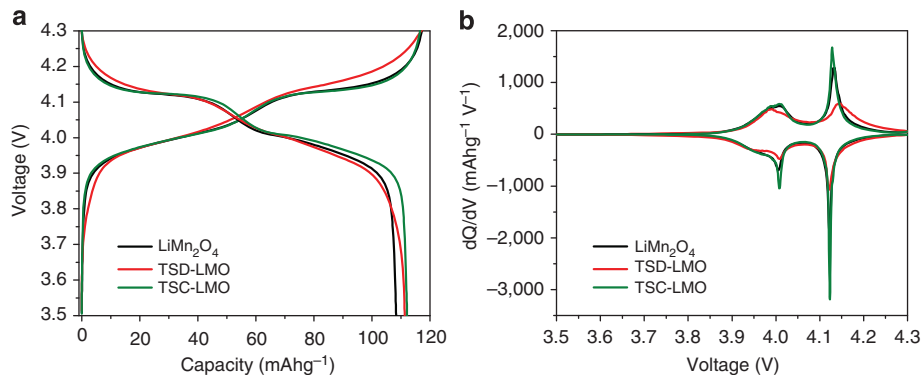 a
4.3
4.2
4.1
4.0
3.9
3.8
3.7
3.6
3.5
Voltage (V)
LiMn₂O₄
TSD-LMO
TSC-LMO
0 20 40 60 80 100 120
Capacity (mAhg⁻¹)
b
2,000
1,000
0
−1,000
−2,000
−3,000
dQ/dV (mAhg⁻¹ V⁻¹)
LiMn₂O₄
TSD-LMO
TSC-LMO
3.5 3.6 3.7 3.8 3.9 4.0 4.1 4.2 4.3
Voltage (V)